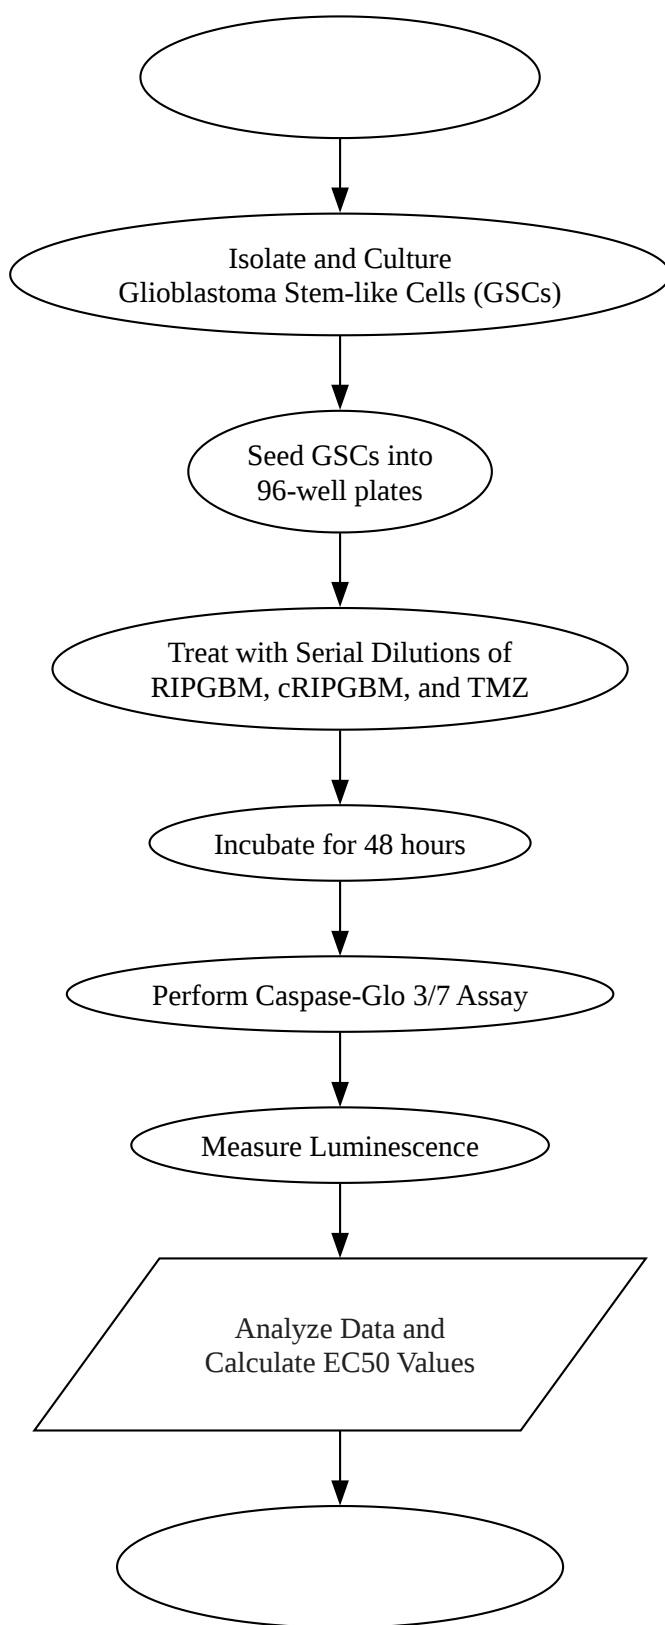 Isolate and Culture
Glioblastoma Stem-like Cells (GSCs)
Seed GSCs into
96-well plates
Treat with Serial Dilutions of
RIPGBM, cRIPGBM, and TMZ
Incubate for 48 hours
Perform Caspase-Glo 3/7 Assay
Measure Luminescence
Analyze Data and
Calculate EC50 Values